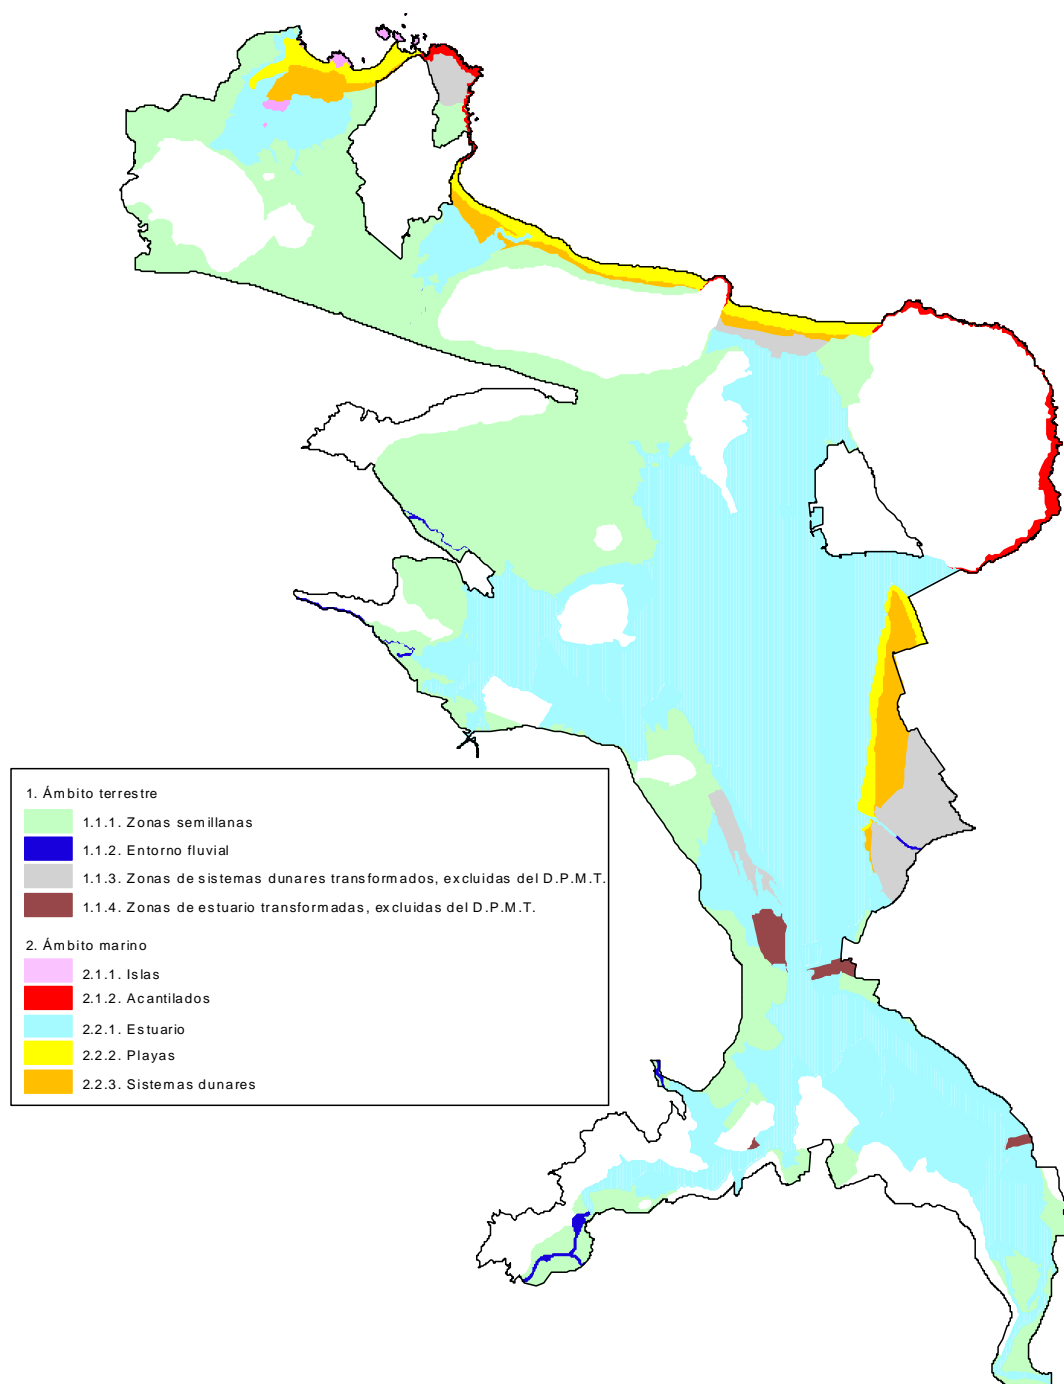 1. Ámbito terrestre
1.1.1. Zonas semillanas
1.1.2. Entorno fluvial
1.1.3. Zonas de sistemas dunares transformados, excluidas del D.P.M.T.
1.1.4. Zonas de estuario transformadas, excluidas del D.P.M.T.
2. Ámbito marino
2.1.1. Islas
2.1.2. Acantilados
2.2.1. Estuario
2.2.2. Playas
2.2.3. Sistemas dunares